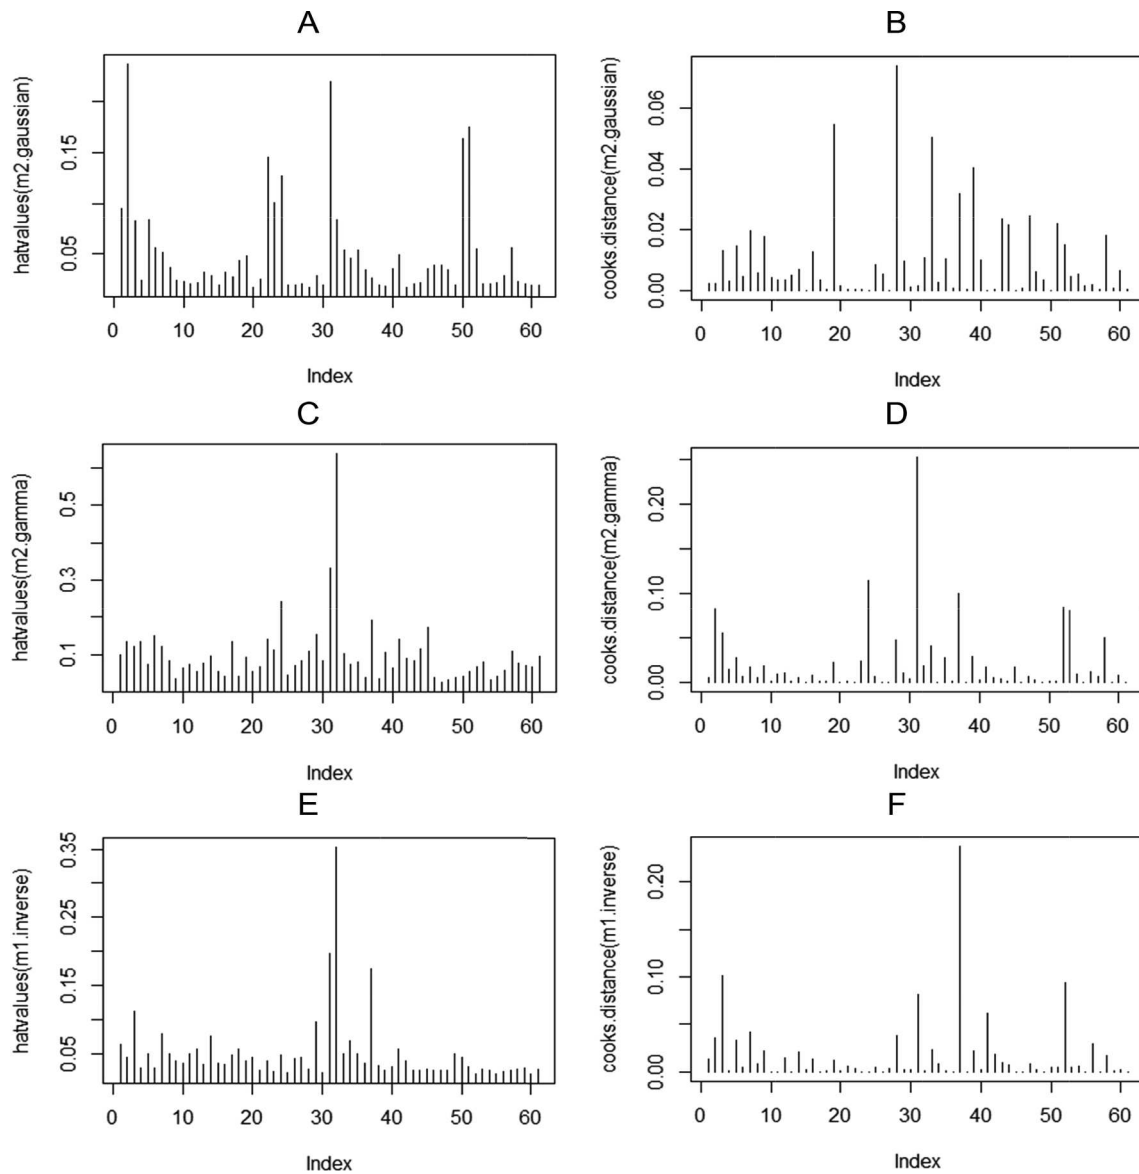 A
hatvalues(m2.gaussian)
0.05 0.15
0 10 20 30 40 50 60
Index
B
cooks.distance(m2.gaussian)
0.00 0.02 0.04 0.06
0 10 20 30 40 50 60
Index
C
hatvalues(m2.gamma)
0.1 0.3 0.5
0 10 20 30 40 50 60
Index
D
cooks.distance(m2.gamma)
0.00 0.10 0.20
0 10 20 30 40 50 60
Index
E
hatvalues(m1.inverse)
0.05 0.15 0.25 0.35
0 10 20 30 40 50 60
Index
F
cooks.distance(m1.inverse)
0.00 0.10 0.20
0 10 20 30 40 50 60
Index